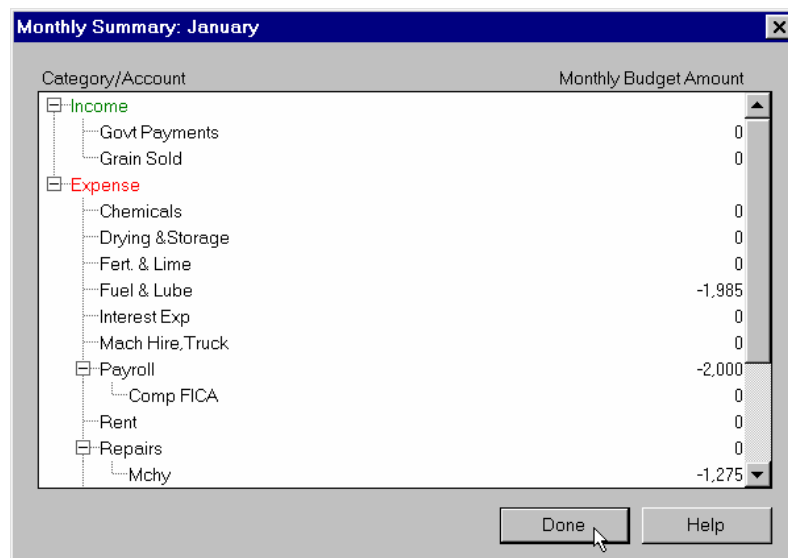 Monthly Summary: January
Category/Account Monthly Budget Amount
Income
Govt Payments 0
Grain Sold 0
Expense
Chemicals 0
Drying &Storage 0
Fert. & Lime 0
Fuel & Lube -1,985
Interest Exp 0
Mach Hire,Truck 0
Payroll -2,000
Comp FICA 0
Rent 0
Repairs 0
Mchy -1,275
Done Help